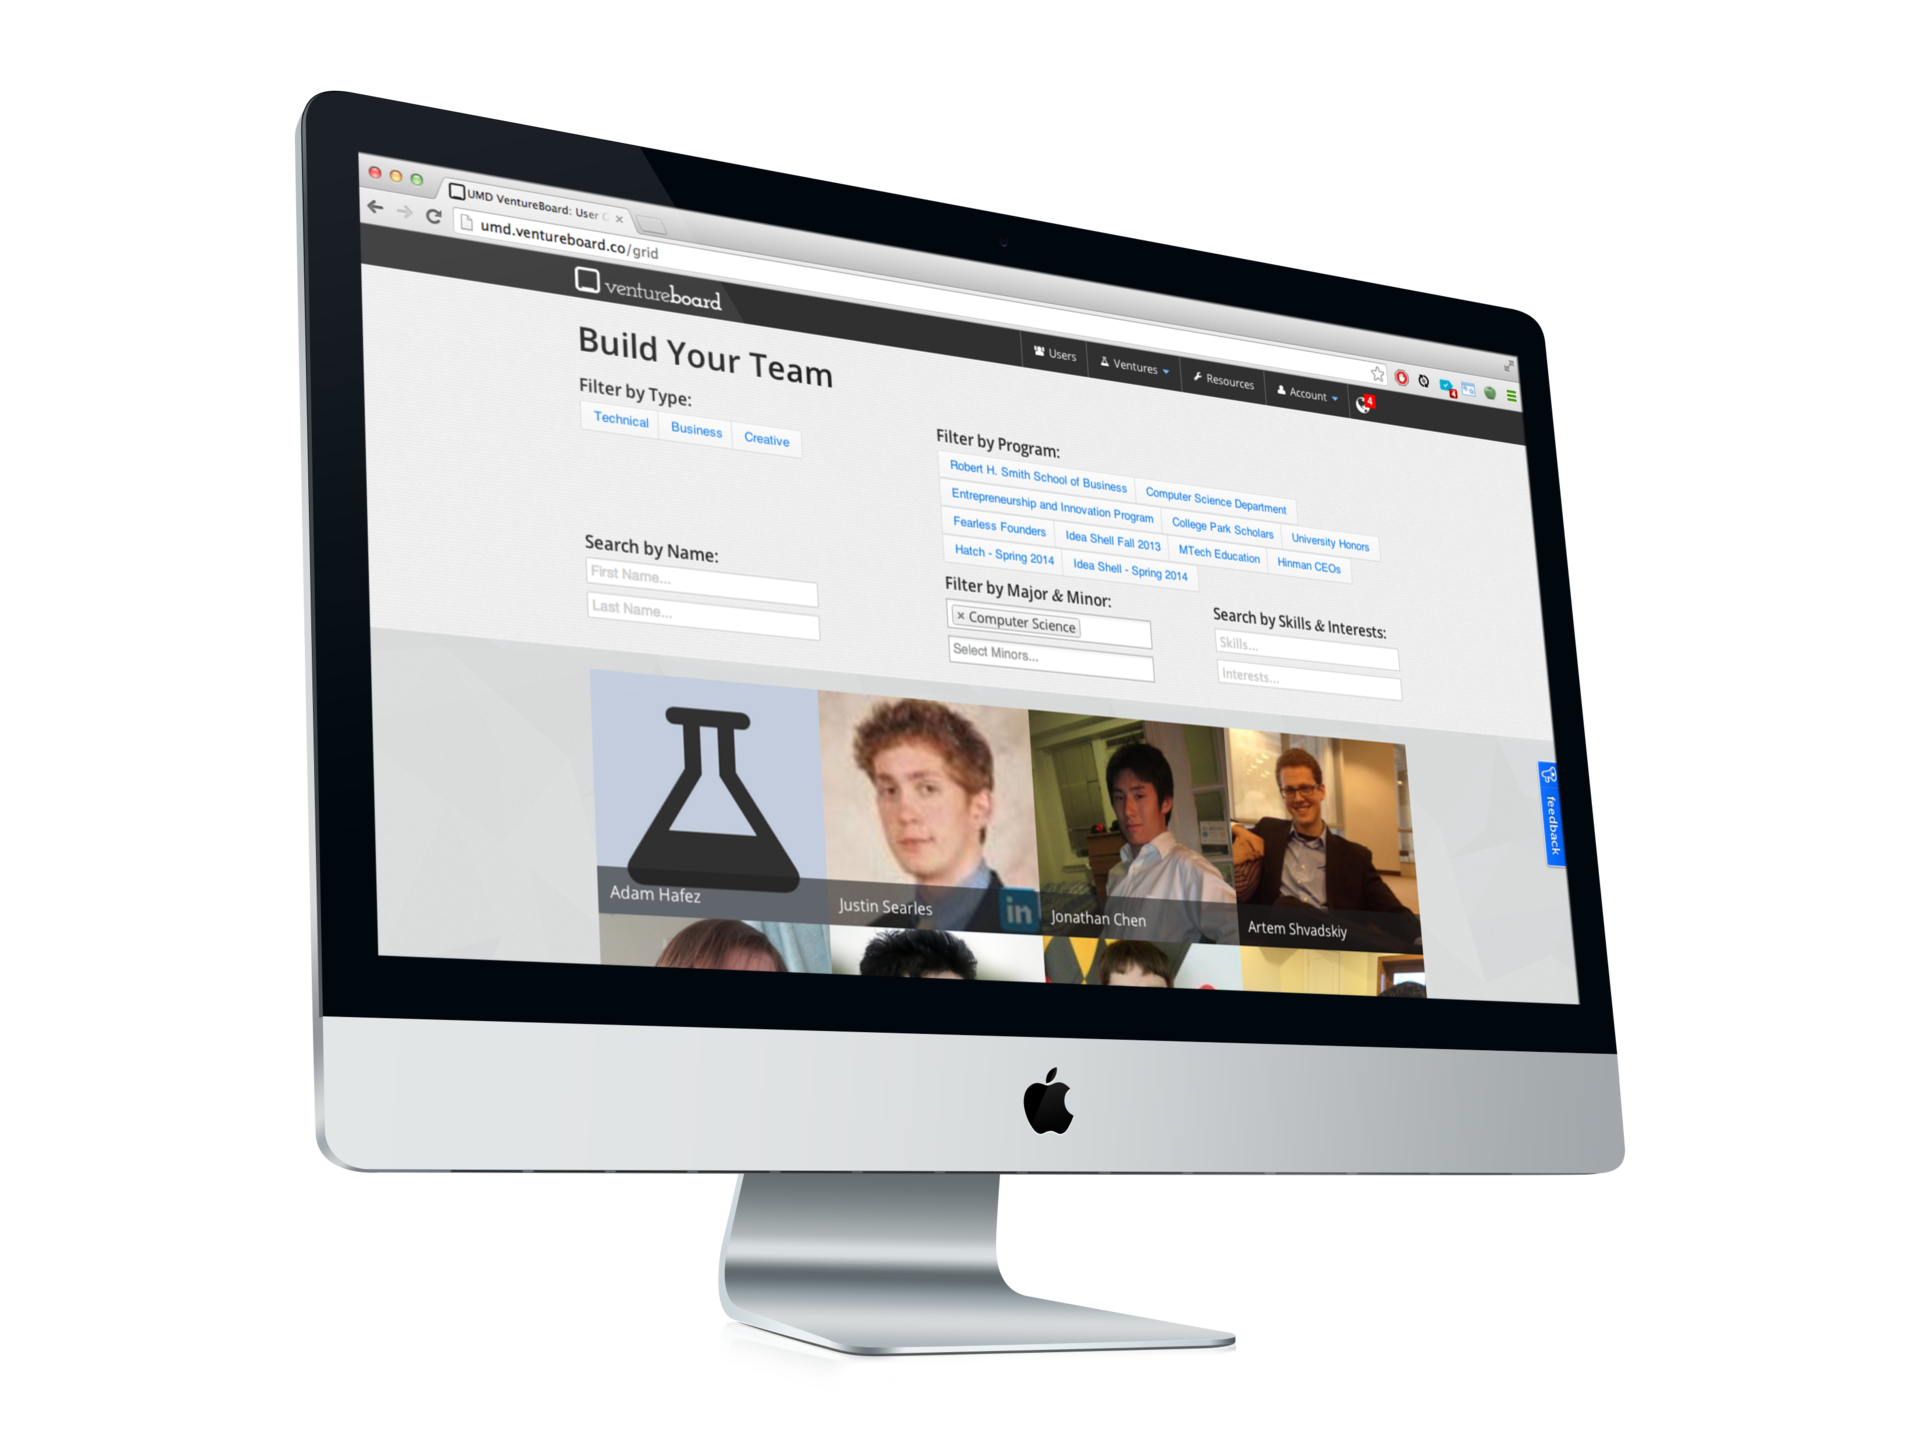 UMD VentureBoard: User C
umd.ventureboard.co/grid
ventureboard
Users
Ventures
Resources
Account
4
4
Build Your Team
Filter by Type:
Technical
Business
Creative
Filter by Program:
Robert H. Smith School of Business
Computer Science Department
Entrepreneurship and Innovation Program
College Park Scholars
University Honors
Fearless Founders
Idea Shell Fall 2013
MTech Education
Hinman CEOs
Hatch - Spring 2014
Idea Shell - Spring 2014
Search by Name:
First Name...
Last Name...
Filter by Major & Minor:
× Computer Science
Select Minors...
Search by Skills & Interests:
Skills...
Interests...
feedback
Adam Hafez
Justin Searles
in
Jonathan Chen
Artem Shvadskiy